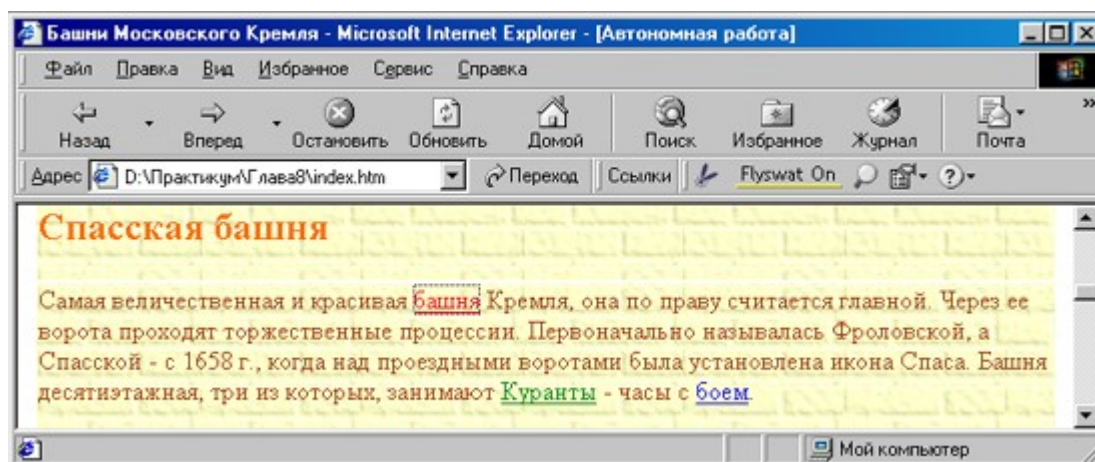 Башни Московского Кремля - Microsoft Internet Explorer - [Автономная работа]
Файл Правка Вид Избранное Сервис Справка
Назад Вперед Остановить Обновить Домой Поиск Избранное Журнал Почта »
Адрес D:\Практикум\Глава8\index.htm Переход Ссылки Flyswat On
Спасская башня
Самая величественная и красивая башня Кремля, она по праву считается главной. Через ее
ворота проходят торжественные процессии. Первоначально называлась Фроловской, а
Спасской - с 1658 г., когда над проездными воротами была установлена икона Спаса. Башня
десятиэтажная, три из которых, занимают Куранты - часы с боем.
Мой компьютер